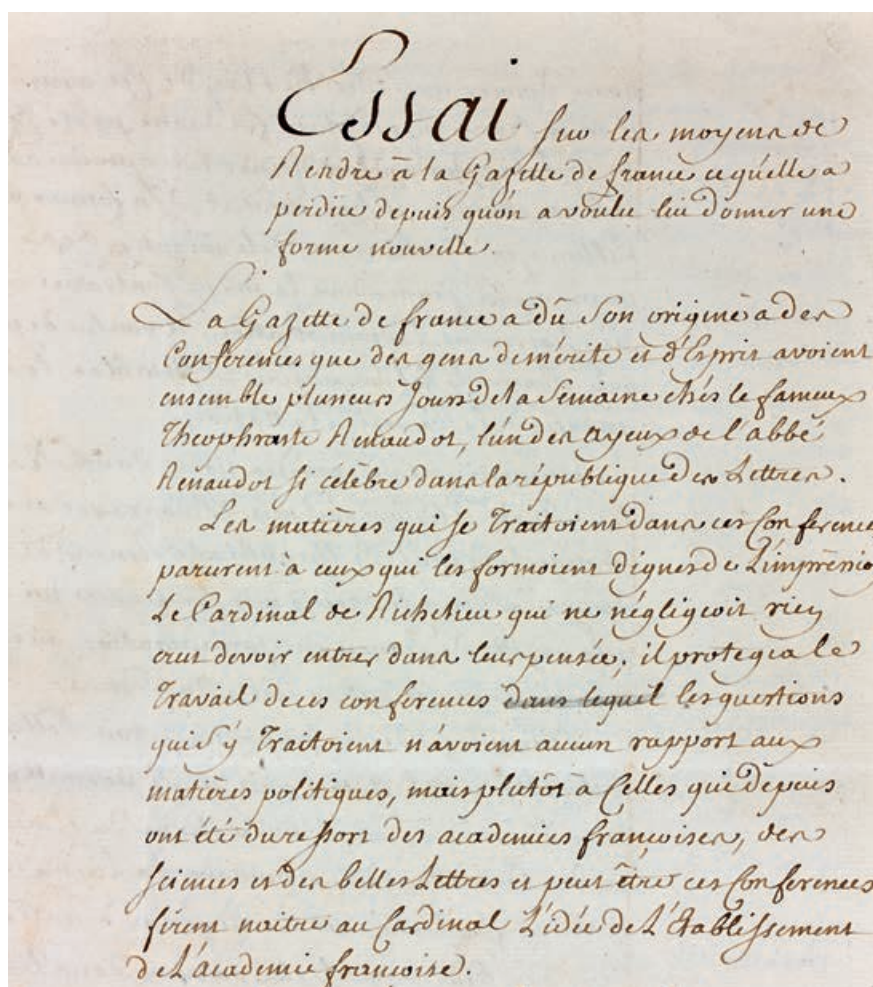 Essai sur les moyens de
Rendre à la Gazette de france ce qu'elle a
perdue depuis qu'on a voulu lui donner une
forme nouvelle.
La Gazette de france a dû son origine a des
Conférences que des gens de mérite et d'Esprit avoient
ensemble plusieurs Jours de la Semaine chés le fameux
Theophraste Renaudot, l'un des ayeux de l'abbé
Renaudot si célèbre dans la république des Lettres.
Les matières qui se Traitoient dans ces Conferences
parurent à ceux qui les formoient dignes de L'impression
Le Cardinal de Richelieu qui ne négligeoit rien
crut devoir entrer dans leur pensée; il protegea le
Travail de ces conferences dans lequel les questions
qui s'y Traitoient n'avoient aucun rapport aux
matières politiques, mais plutôt à Celles qui depuis
ont été du ressort des academies françoises, des
sciences et des belles Lettres et peut être ces Conferences
firent naitre au Cardinal L'idée de L'Etablissement
de L'academie françoise.